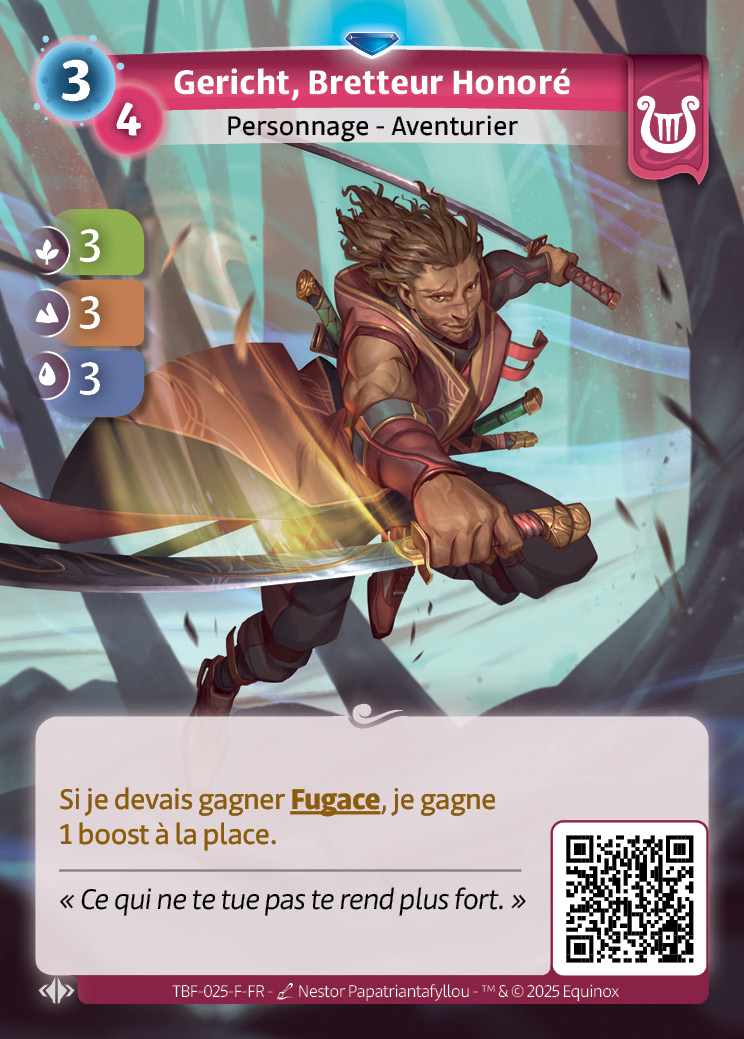 3
Gericht, Bretteur Honoré
4
Personnage - Aventurier
3
3
3
Si je devais gagner Fugace, je gagne
1 boost à la place.
« Ce qui ne te tue pas te rend plus fort. »
TBF-025-F-FR - Nestor Papatriantafyllou - ™ & © 2025 Equinox